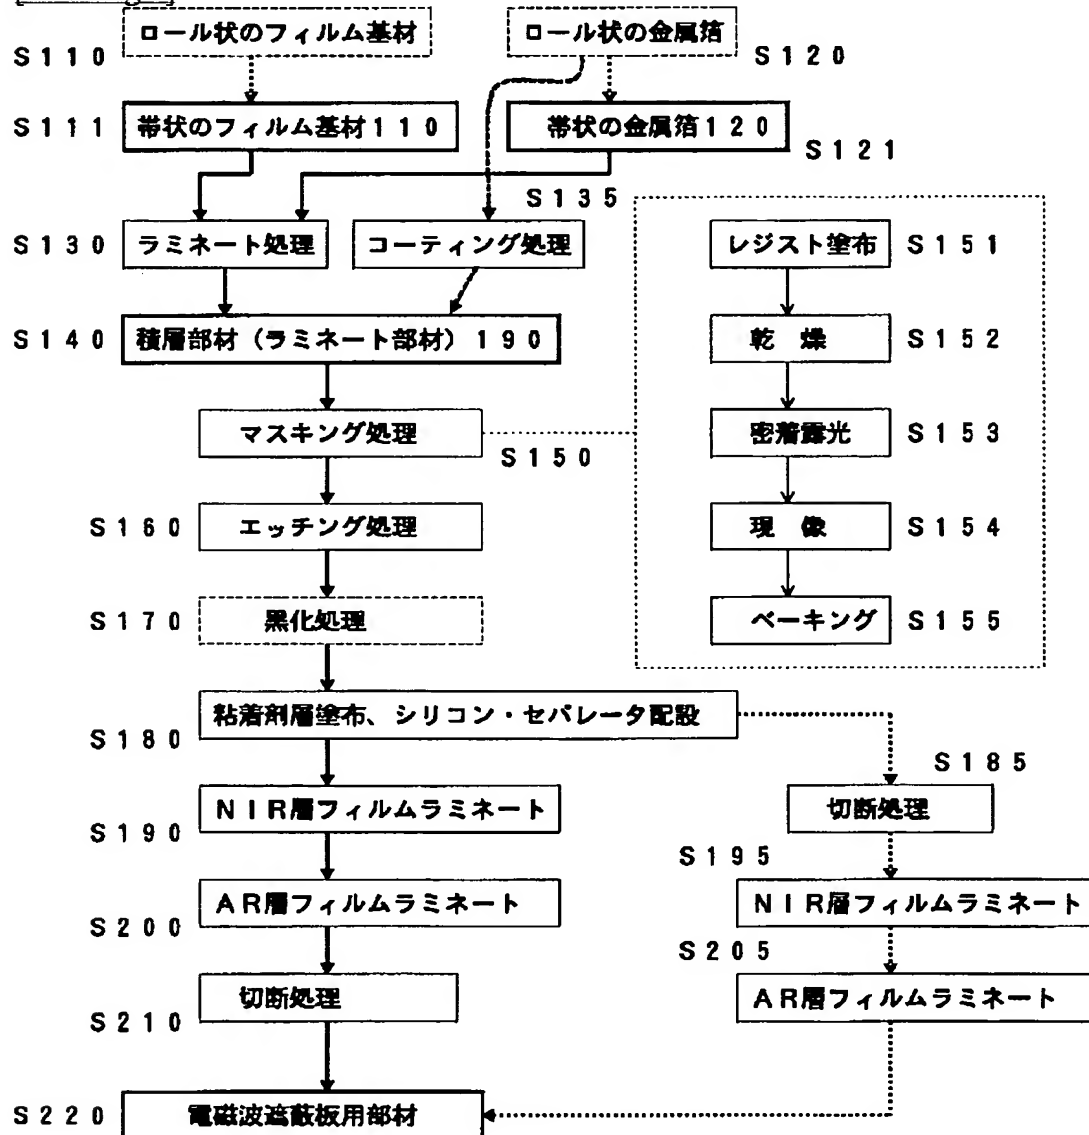 ロール状のフィルム基材
ロール状の金属箔
S110
S120
S111
帯状のフィルム基材110
帯状の金属箔120
S121
S135
S130
ラミネート処理
コーティング処理
レジスト塗布
S151
S140
積層部材(ラミネート部材)190
乾 燥
S152
マスキング処理
S150
密着露光
S153
S160
エッチング処理
現 像
S154
S170
黒化処理
ベーキング
S155
粘着剤層塗布、シリコン・セパレータ配設
S180
S185
NIR層フィルムラミネート
S190
切断処理
S195
AR層フィルムラミネート
S200
NIR層フィルムラミネート
S205
切断処理
S210
AR層フィルムラミネート
S220
電磁波遮蔽板用部材